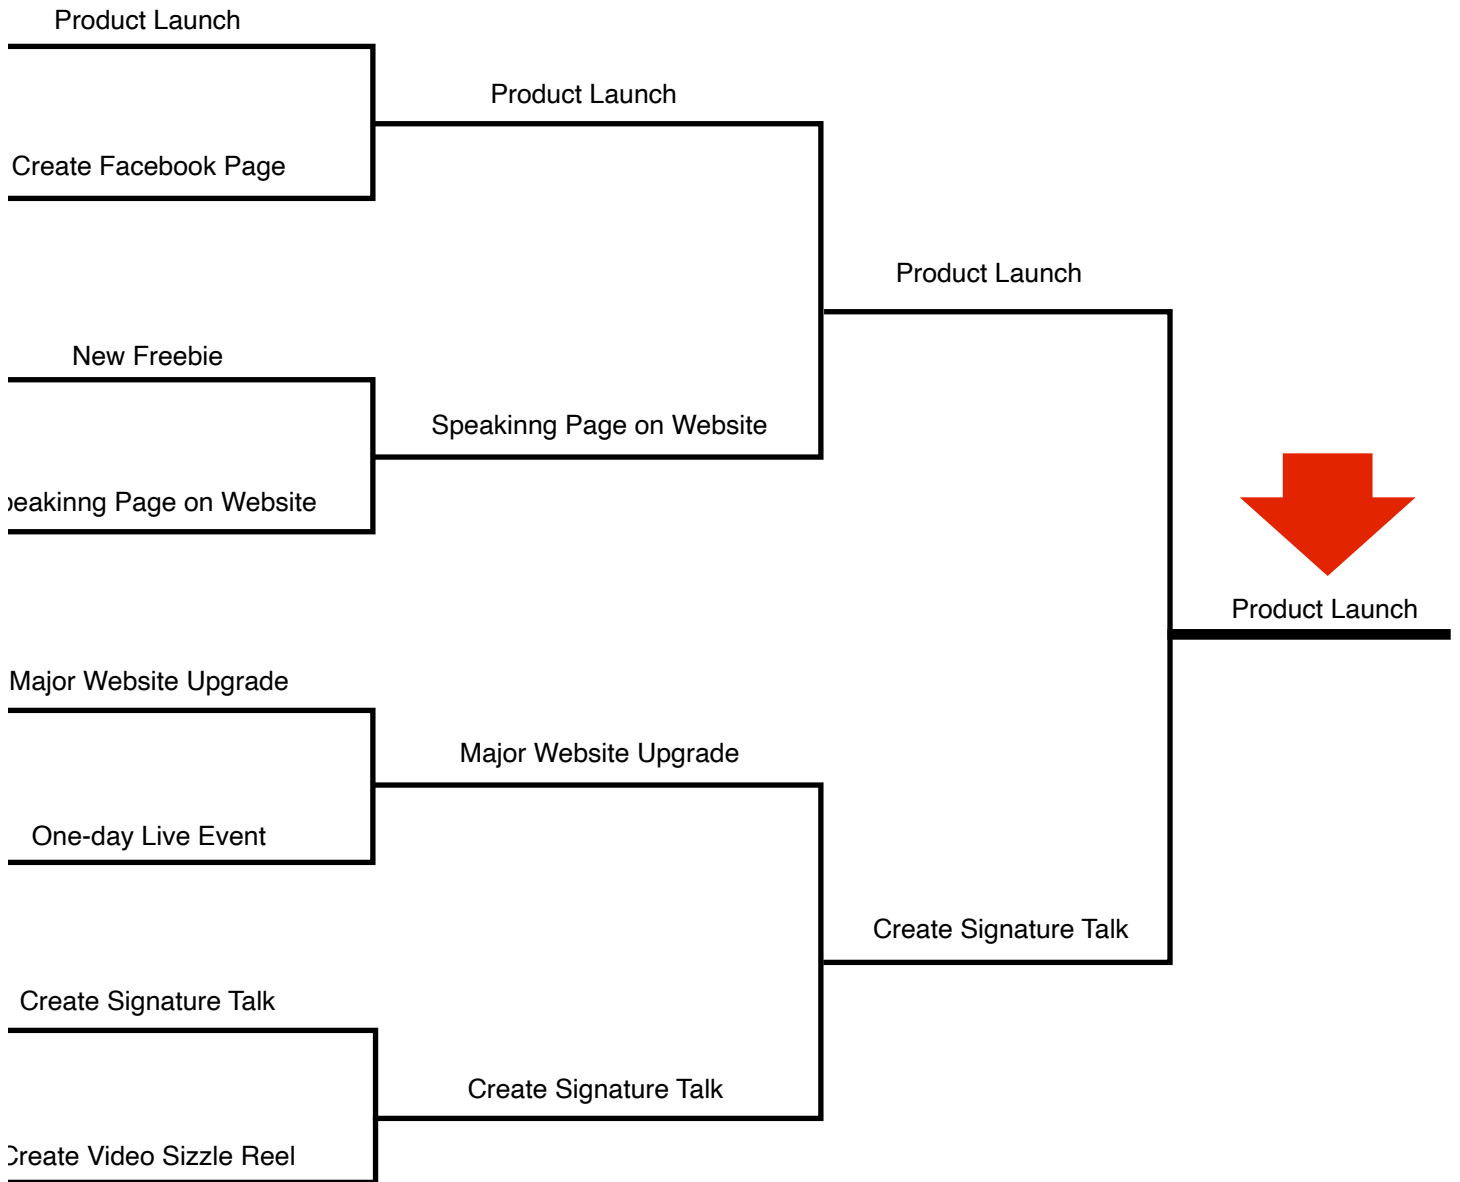 Product Launch
Product Launch
Create Facebook Page
Product Launch
New Freebie
Speakinng Page on Website
peakinng Page on Website
Product Launch
Major Website Upgrade
Major Website Upgrade
One-day Live Event
Create Signature Talk
Create Signature Talk
Create Signature Talk
Create Video Sizzle Reel